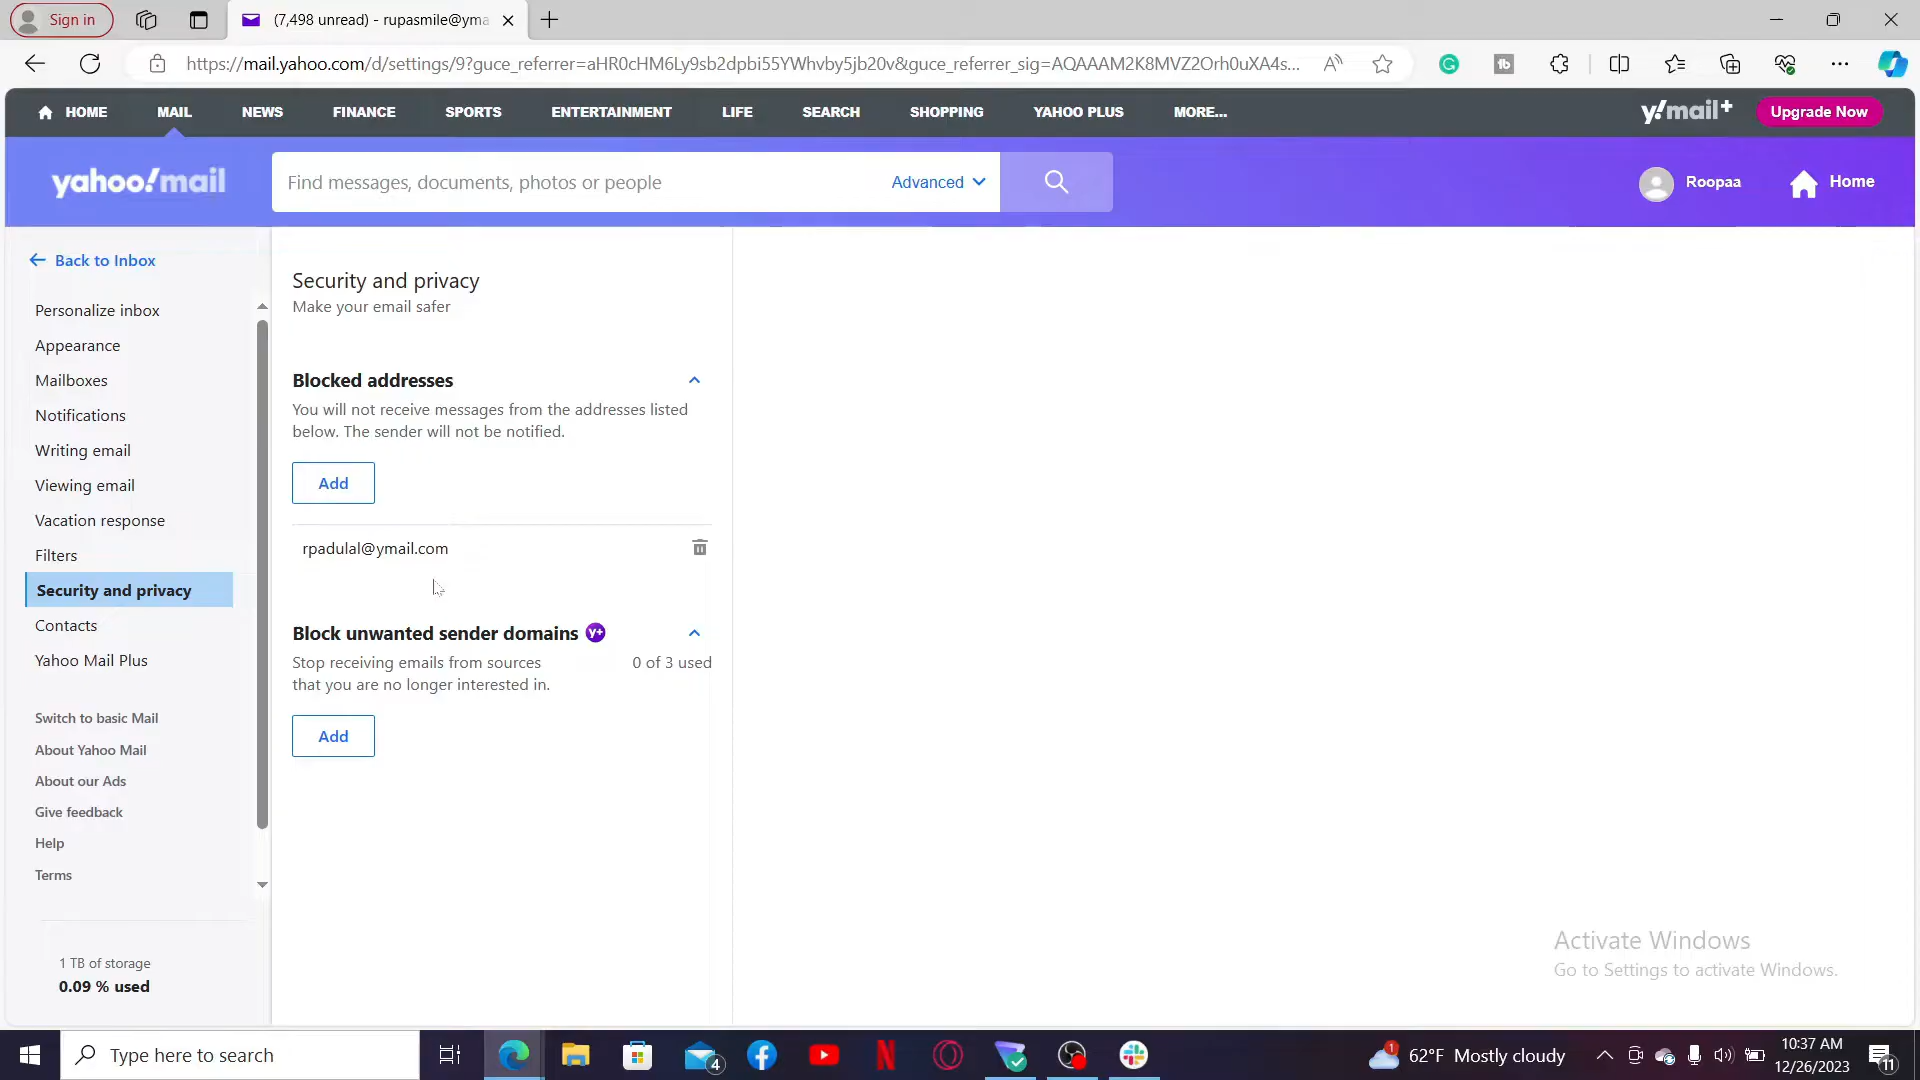 Sign in
(7,498 unread) - rupasmile@yma
https://mail.yahoo.com/d/settings/9?guce_referrer=aHR0cHM6Ly9sb2dpbi55YWhvby5jb20v&guce_referrer_sig=AQAAAM2K8MVZ2Orh0uXA4s...
HOME
MAIL
NEWS
FINANCE
SPORTS
ENTERTAINMENT
LIFE
SEARCH
SHOPPING
YAHOO PLUS
MORE...
y!mail+
Upgrade Now
yahoo!mail
Find messages, documents, photos or people
Advanced
Roopaa
Home
Back to Inbox
Personalize inbox
Appearance
Mailboxes
Notifications
Writing email
Viewing email
Vacation response
Filters
Security and privacy
Contacts
Yahoo Mail Plus
Switch to basic Mail
About Yahoo Mail
About our Ads
Give feedback
Help
Terms
1 TB of storage
0.09 % used
Security and privacy
Make your email safer
Blocked addresses
You will not receive messages from the addresses listed
below. The sender will not be notified.
Add
rpadulal@ymail.com
Block unwanted sender domains y+
Stop receiving emails from sources
that you are no longer interested in.
0 of 3 used
Add
Activate Windows
Go to Settings to activate Windows.
Type here to search
4
1
62°F Mostly cloudy
10:37 AM
12/26/2023
11